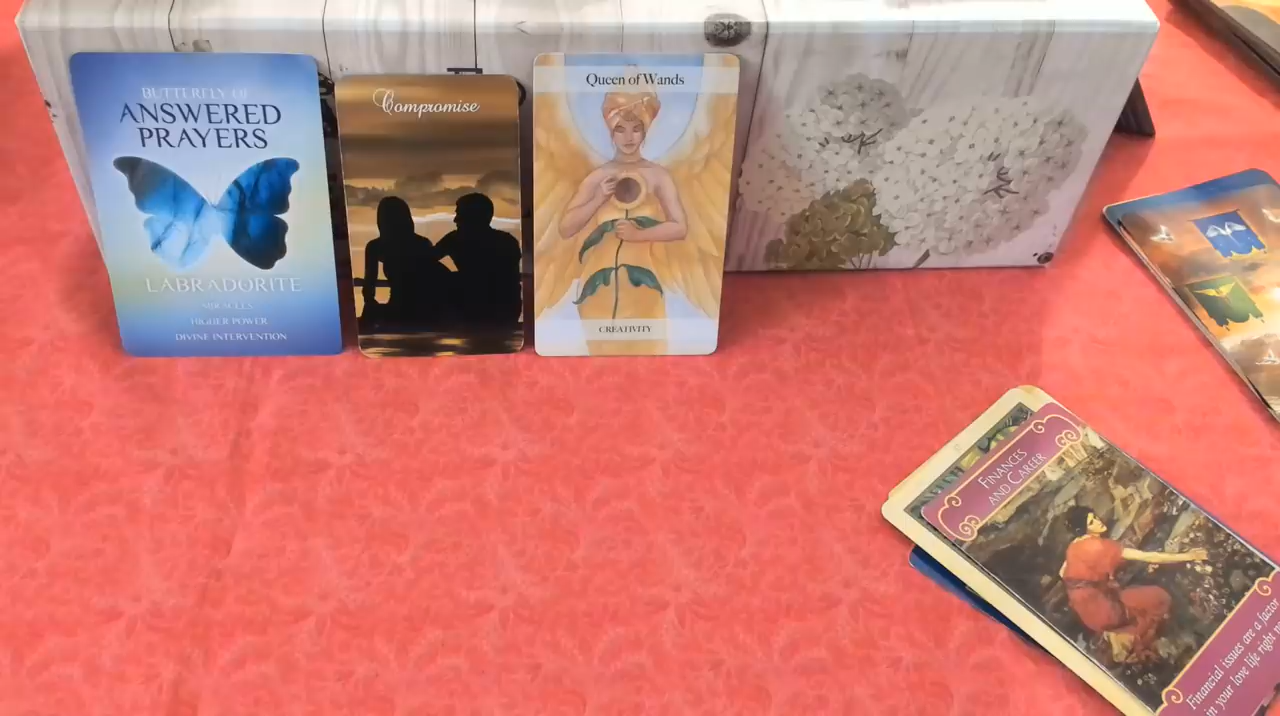 BUTTERFLY OF
ANSWERED
PRAYERS
LABRADORITE
MIRACLES
HIGHER POWER
DIVINE INTERVENTION
Compromise
Queen of Wands
CREATIVITY
FINANCES
AND CAREER
Financial issues are a factor
in your love life right